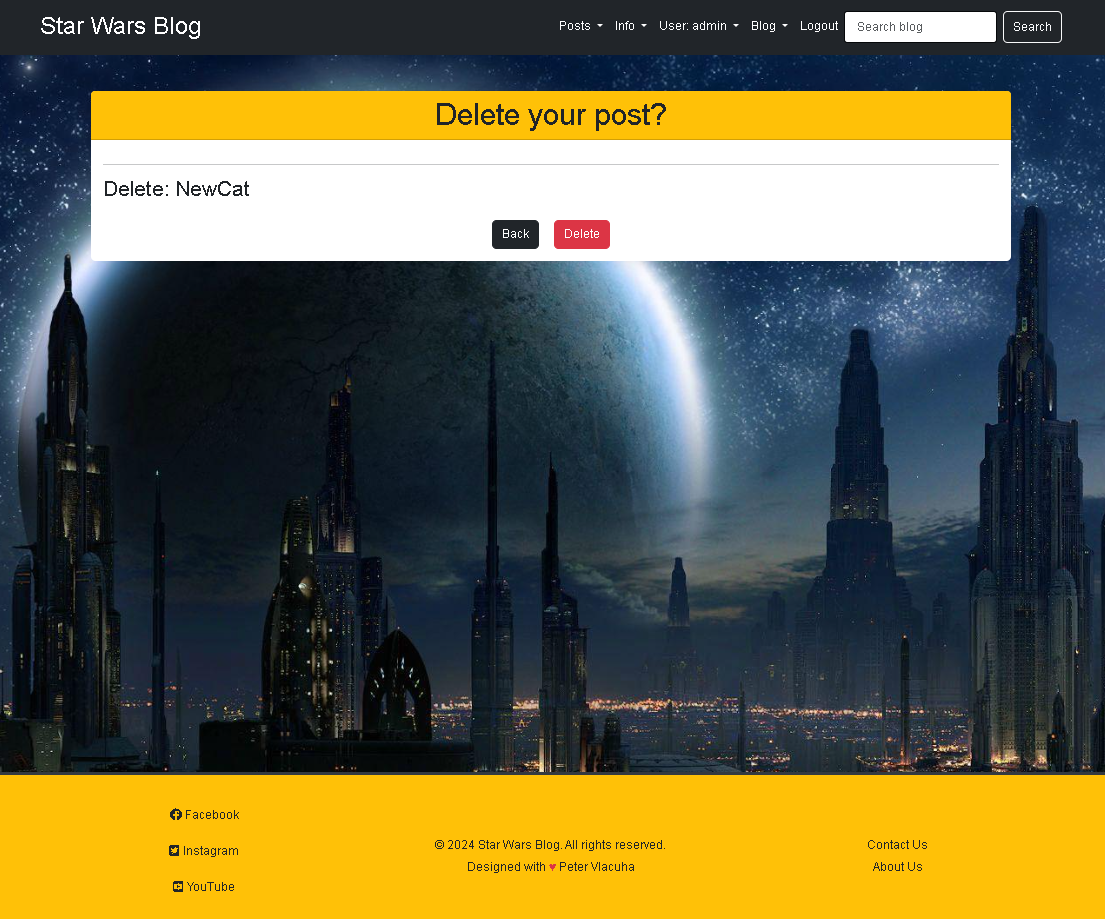 Star Wars Blog
Posts Info User: admin Blog Logout Search blog Search
Delete your post?
Delete: NewCat
Back Delete
Facebook
Instagram
YouTube
© 2024 Star Wars Blog. All rights reserved.
Designed with ♥ Peter Vlacuha
Contact Us
About Us